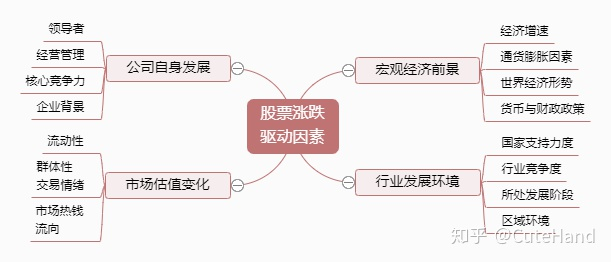 股票涨跌
驱动因素
公司自身发展
领导者
经营管理
核心竞争力
企业背景
市场估值变化
流动性
群体性
交易情绪
市场热钱
流向
宏观经济前景
经济增速
通货膨胀因素
世界经济形势
货币与财政政策
行业发展环境
国家支持力度
行业竞争度
所处发展阶段
区域环境
知乎 @CuteHand